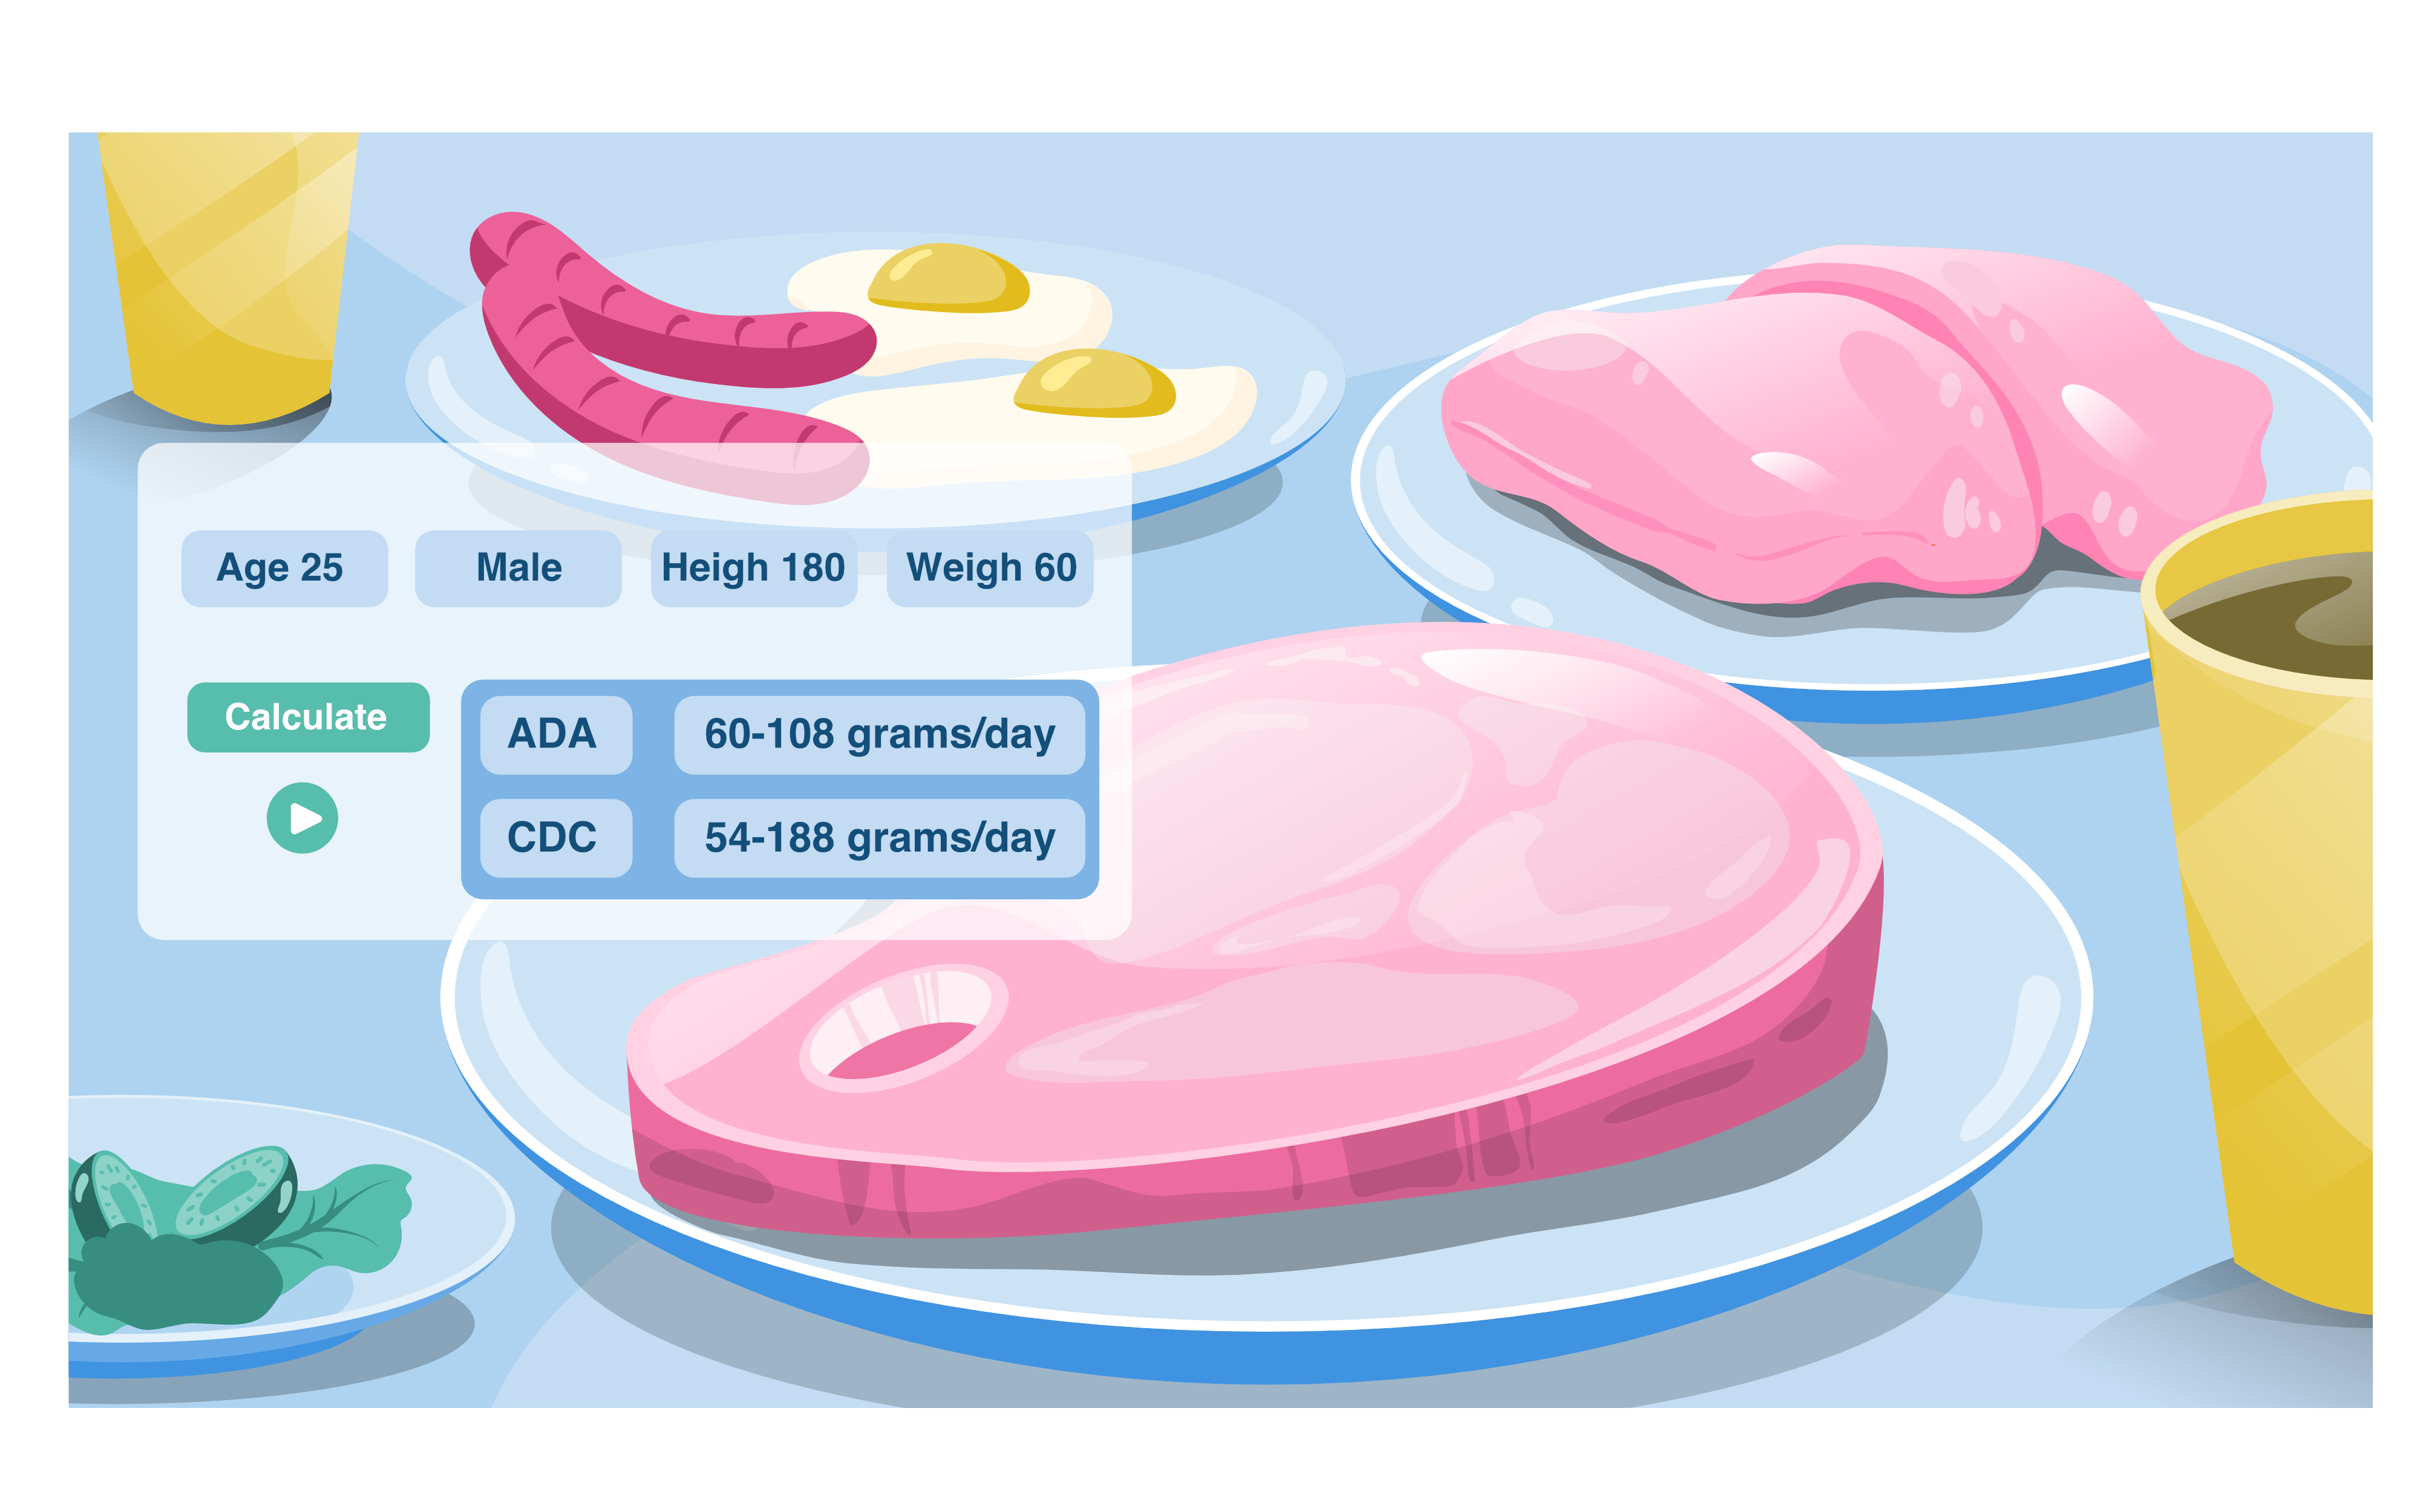 Age 25
Male
Heigh 180
Weigh 60
Calculate
ADA
60-108 grams/day
CDC
54-188 grams/day